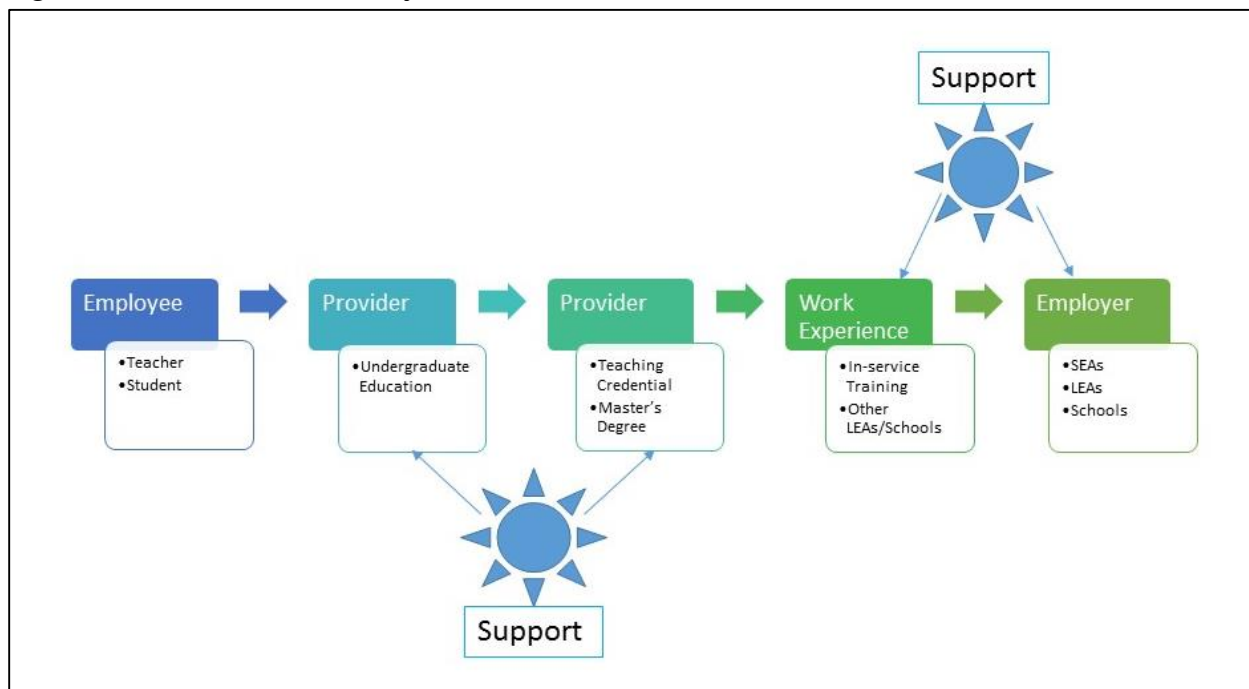 Support
Employee
•Teacher
•Student
Provider
•Undergraduate
Education
Provider
•Teaching
Credential
•Master's
Degree
Work
Experience
•In-service
Training
•Other
LEAs/Schools
Employer
•SEAs
•LEAs
•Schools
Support